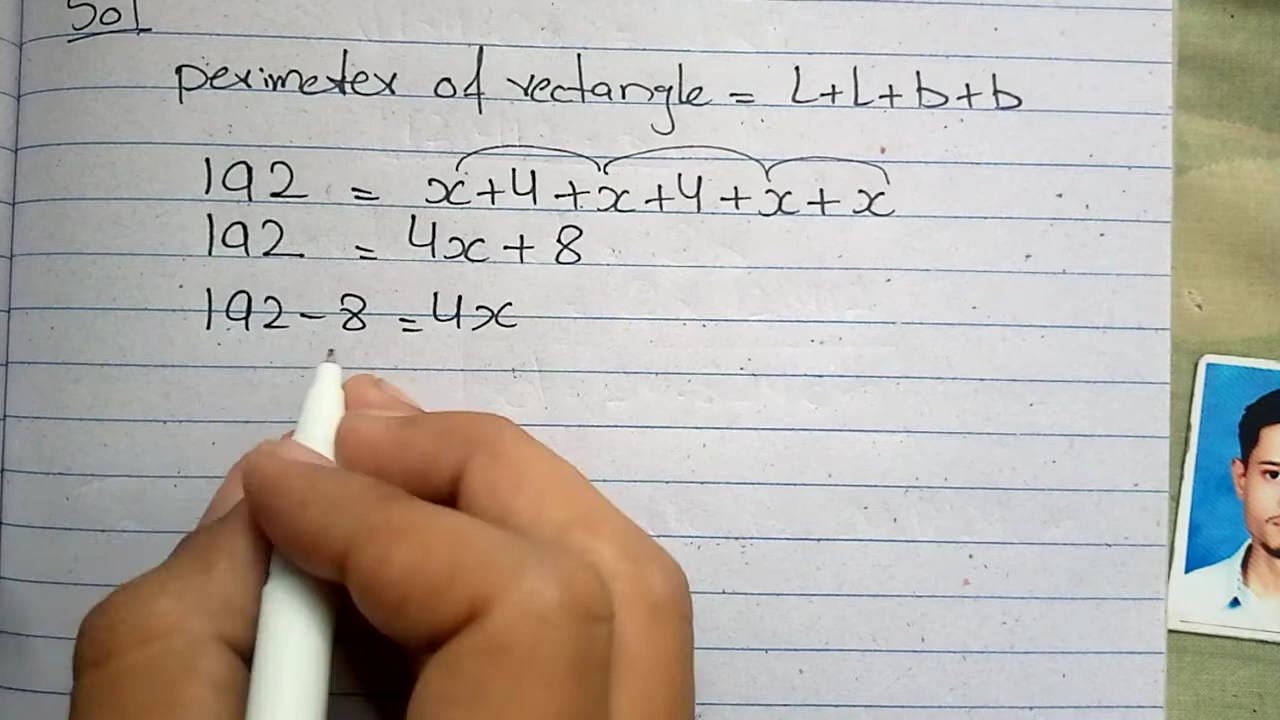 Sol
perimeter of rectangle = L+L+b+b
192 = x+4+x+4+x+x
192 = 4x+8
192-8 = 4x